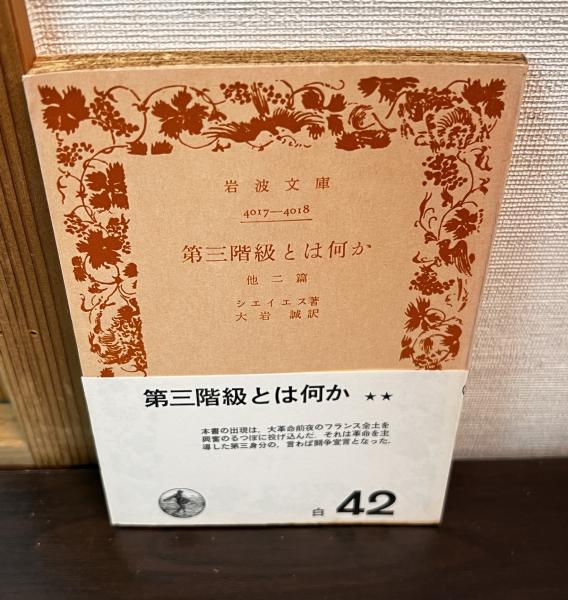 岩波文庫
4017—4018
第三階級とは何か
他二篇
シエイエス著
大岩誠訳
第三階級とは何か ★★
本書の出現は、大革命前夜のフランス全土を
興奮のるつぼに投げ込んだ。それは革命を主
導した第三身分の、言わば闘争宣言となった。
白 42